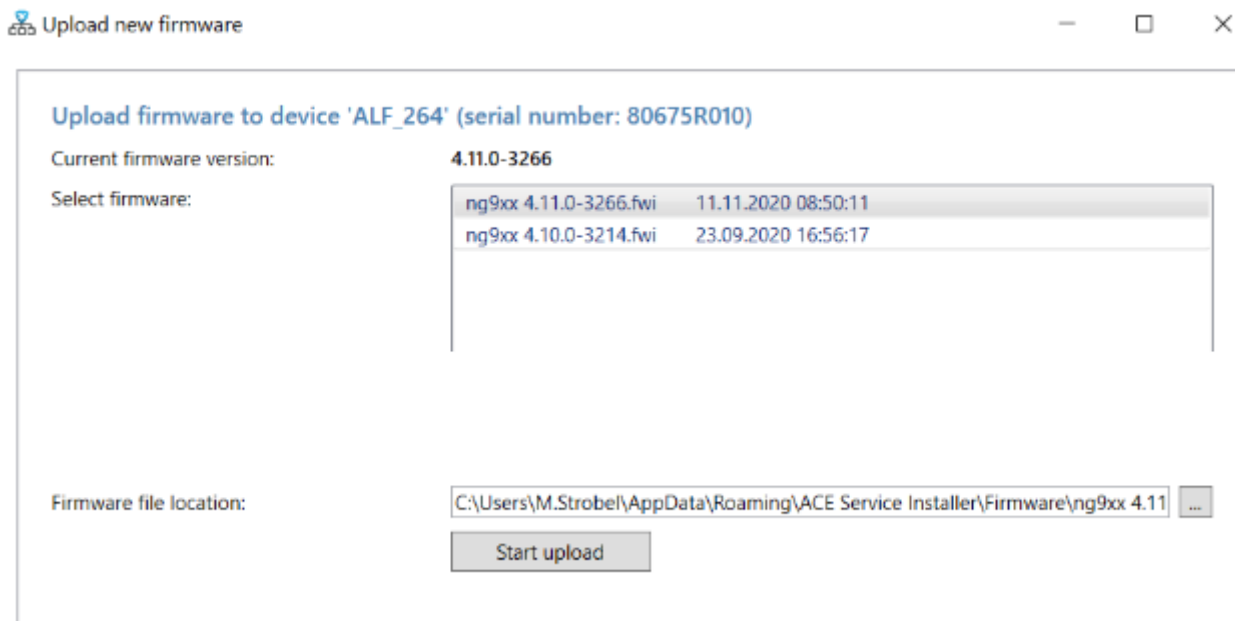 Upload new firmware
Upload firmware to device 'ALF_264' (serial number: 80675R010)
Current firmware version: 4.11.0-3266
Select firmware: ng9xx 4.11.0-3266.fwi 11.11.2020 08:50:11
ng9xx 4.10.0-3214.fwi 23.09.2020 16:56:17
Firmware file location: C:\Users\M.Strobel\AppData\Roaming\ACE Service Installer\Firmware\ng9xx 4.11 ...
Start upload